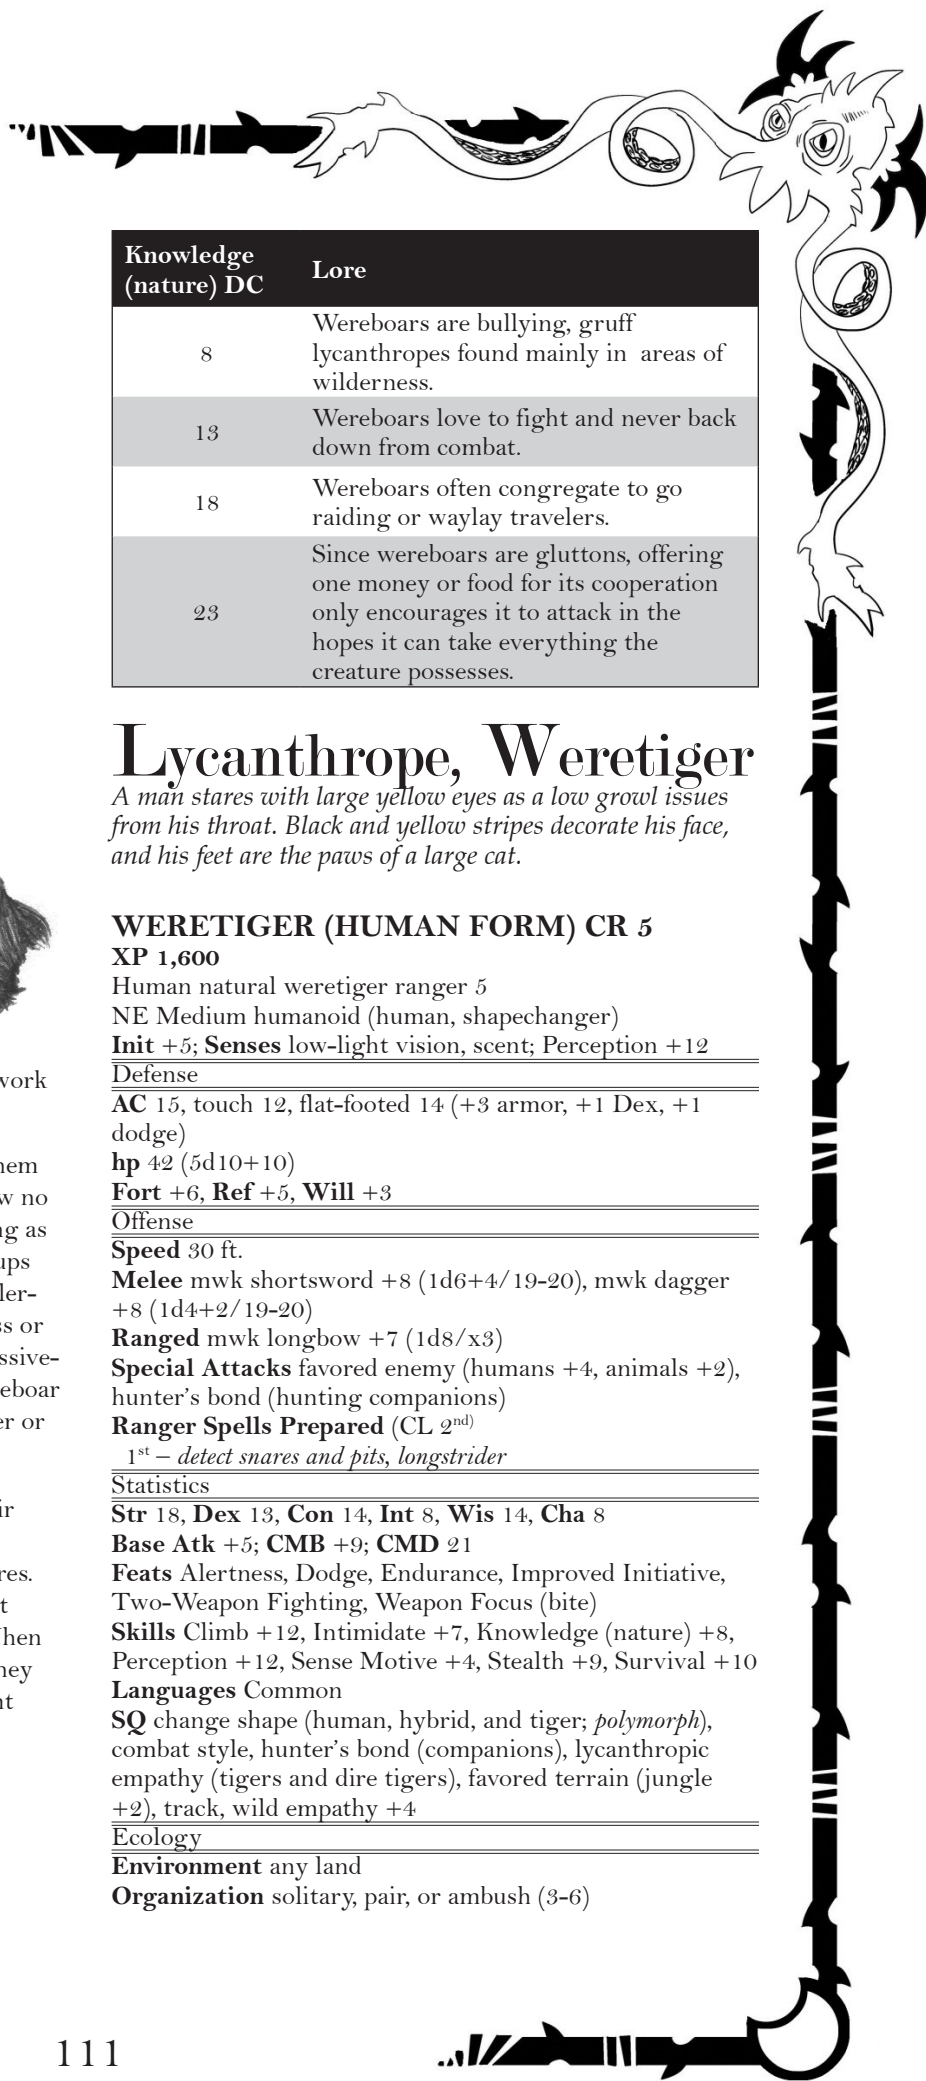 Knowledge
(nature) DC
Lore
8
Wereboars are bullying, gruff
lycanthropes found mainly in areas of
wilderness.
13
Wereboars love to fight and never back
down from combat.
18
Wereboars often congregate to go
raiding or waylay travelers.
23
Since wereboars are gluttons, offering
one money or food for its cooperation
only encourages it to attack in the
hopes it can take everything the
creature possesses.
Lycanthrope, Weretiger
A man stares with large yellow eyes as a low growl issues
from his throat. Black and yellow stripes decorate his face,
and his feet are the paws of a large cat.
WERETIGER (HUMAN FORM) CR 5
XP 1,600
Human natural weretiger ranger 5
NE Medium humanoid (human, shapechanger)
Init +5; Senses low-light vision, scent; Perception +12
Defense
AC 15, touch 12, flat-footed 14 (+3 armor, +1 Dex, +1
dodge)
hp 42 (5d10+10)
Fort +6, Ref +5, Will +3
Offense
Speed 30 ft.
Melee mwk shortsword +8 (1d6+4/19-20), mwk dagger
+8 (1d4+2/19-20)
Ranged mwk longbow +7 (1d8/x3)
Special Attacks favored enemy (humans +4, animals +2),
hunter's bond (hunting companions)
Ranger Spells Prepared (CL 2nd)
1st – detect snares and pits, longstrider
Statistics
Str 18, Dex 13, Con 14, Int 8, Wis 14, Cha 8
Base Atk +5; CMB +9; CMD 21
Feats Alertness, Dodge, Endurance, Improved Initiative,
Two-Weapon Fighting, Weapon Focus (bite)
Skills Climb +12, Intimidate +7, Knowledge (nature) +8,
Perception +12, Sense Motive +4, Stealth +9, Survival +10
Languages Common
SQ change shape (human, hybrid, and tiger; polymorph),
combat style, hunter's bond (companions), lycanthropic
empathy (tigers and dire tigers), favored terrain (jungle
+2), track, wild empathy +4
Ecology
Environment any land
Organization solitary, pair, or ambush (3-6)
111